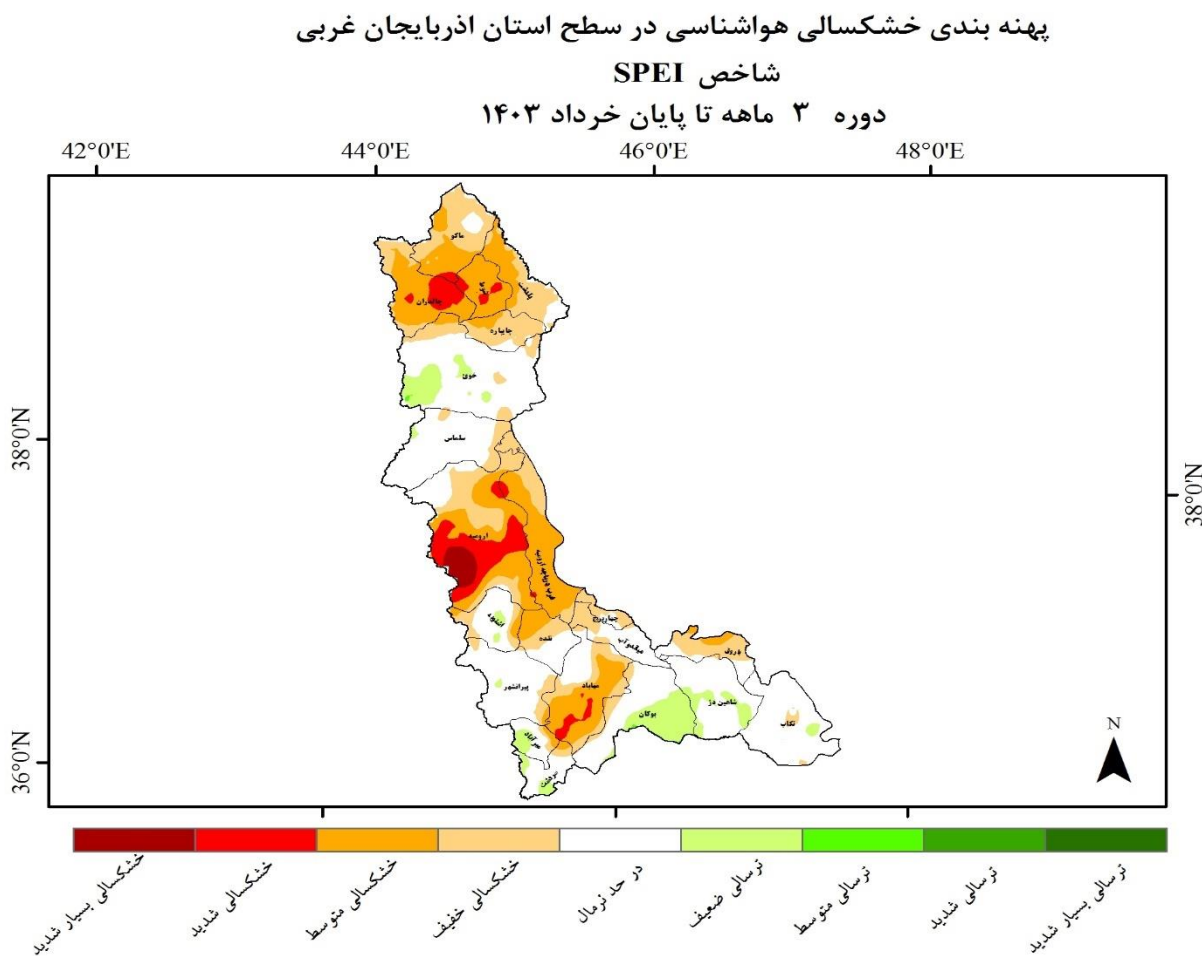 پهنه بندی خشکسالی هواشناسی در سطح استان اذربایجان غربی
شاخص SPEI
دوره ۳ ماهه تا پایان خرداد ۱۴۰۳
42°0'E 44°0'E 46°0'E 48°0'E
ماکو
چالدران
چایپاره
خوی
38°0'N
سلماس
38°0'N
ارومیه
چهاربرج
نقده
میاندوآب
پیرانشهر
مهاباد
بوکان
شاهین دژ
تکاب
N
36°0'N
خشکسالی بسیار شدید
خشکسالی شدید
خشکسالی متوسط
خشکسالی خفیف
در حد نرمال
ترسالی ضعیف
ترسالی متوسط
ترسالی شدید
ترسالی بسیار شدید